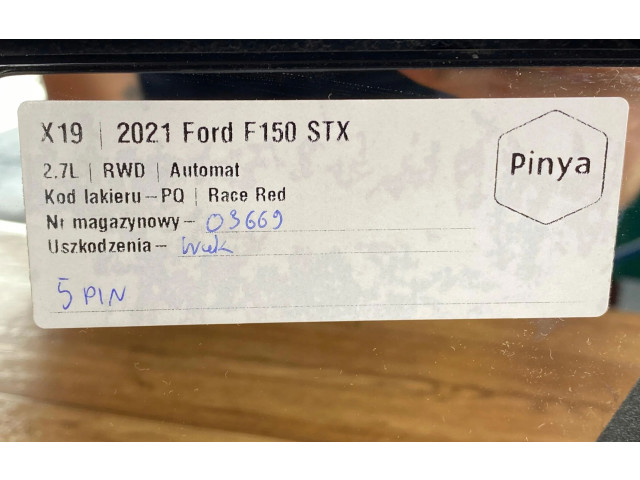 X19 | 2021 Ford F150 STX
2.7L | RWD | Automat
Kod lakieru – PQ | Race Red
Nr magazynowy – 03669
Uszkodzenia –
5 PIN
Pinya